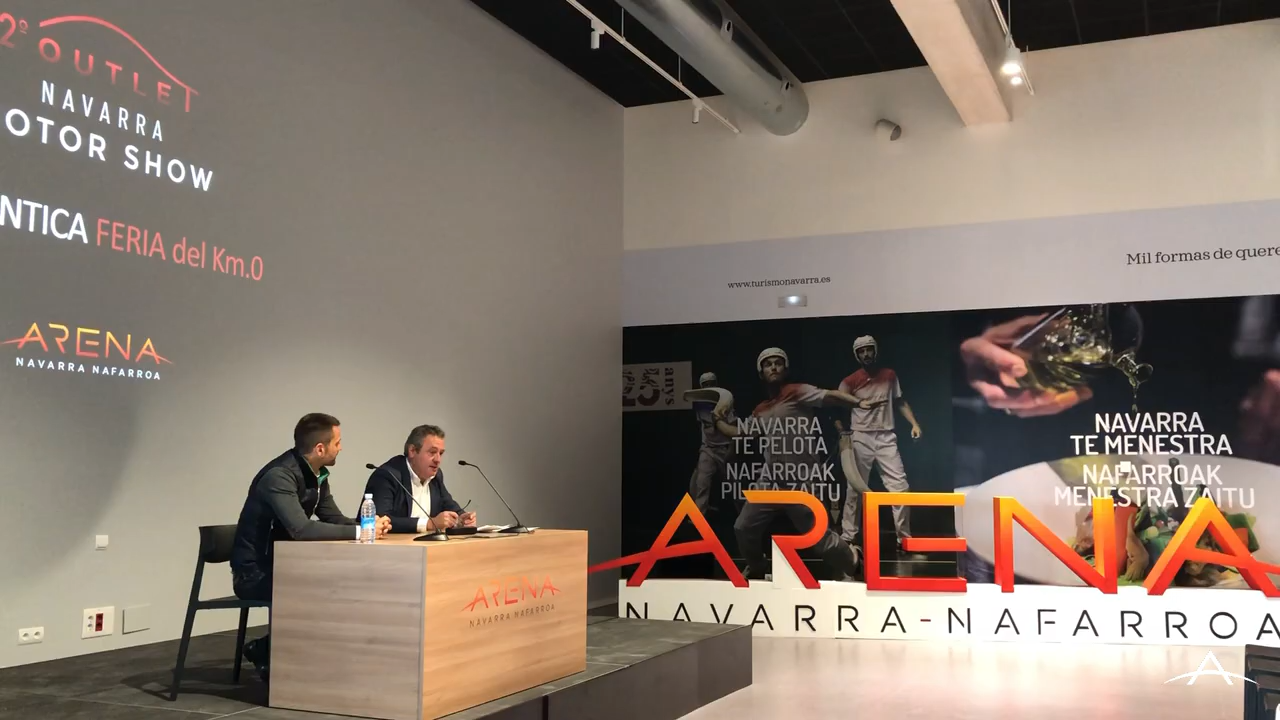 2º OUTLET
NAVARRA
OTOR SHOW
NTICA FERIA del Km.0
ARENA
NAVARRA NAFARROA
ARENA
NAVARRA NAFARROA
www.turismonavarra.es
Mil formas de quere
anys
NAVARRA
TE PELOTA
NAFARROAK
PILOTA ZAITU
NAVARRA
TE MENESTRA
NAFARROAK
MENESTRA ZAITU
ARENA
NAVARRA-NAFARROA